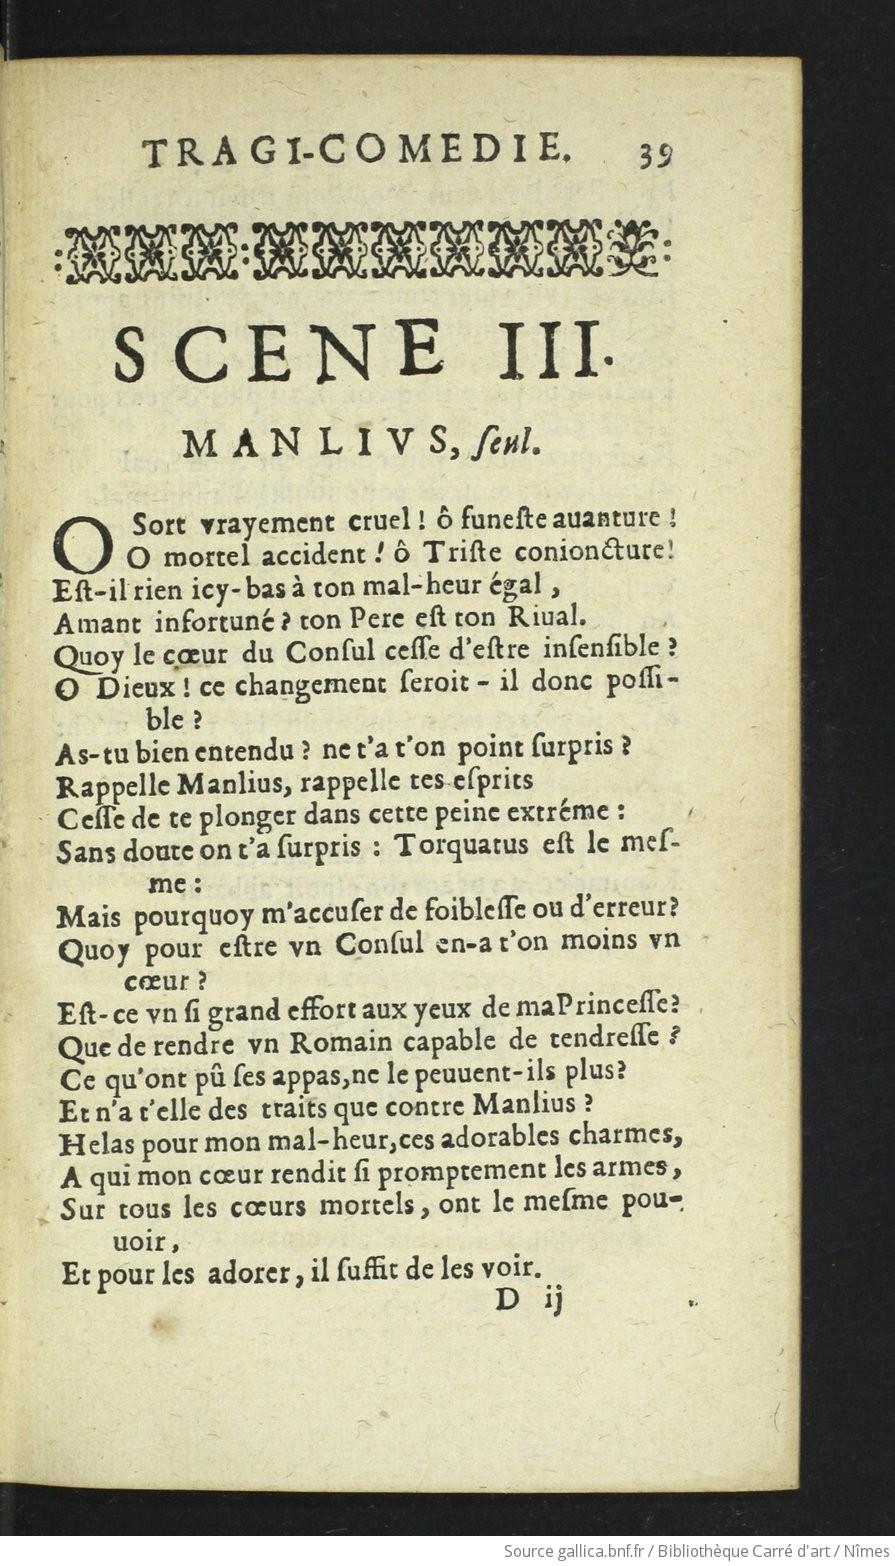 TRAGI-COMEDIE. 39
SCENE III.
MANLIVS, ſeul.
O Sort vrayement cruel ! ô funeſte auanture !
O mortel accident ! ô Triſte conioncture !
Eſt-il rien icy-bas à ton mal-heur égal ,
Amant infortuné ? ton Pere eſt ton Riual.
Quoy le cœur du Conſul ceſſe d'eſtre inſenſible ?
O Dieux ! ce changement ſeroit-il donc poſſi-
ble ?
As-tu bien entendu ? ne t'a t'on point ſurpris ?
Rappelle Manlius, rappelle tes eſprits
Ceſſe de te plonger dans cette peine extréme :
Sans doute on t'a ſurpris : Torquatus eſt le meſ-
me :
Mais pourquoy m'accuſer de foibleſſe ou d'erreur ?
Quoy pour eſtre vn Conſul en-a t'on moins vn
cœur ?
Eſt-ce vn ſi grand effort aux yeux de maPrinceſſe ?
Que de rendre vn Romain capable de tendreſſe ?
Ce qu'ont pû ſes appas,ne le peuuent-ils plus ?
Et n'a t'elle des traits que contre Manlius ?
Helas pour mon mal-heur,ces adorables charmes,
A qui mon cœur rendit ſi promptement les armes,
Sur tous les cœurs mortels, ont le meſme pou-
uoir,
Et pour les adorer, il ſuffit de les voir.
D ij
Source gallica.bnf.fr / Bibliothèque Carré d'art / Nîmes